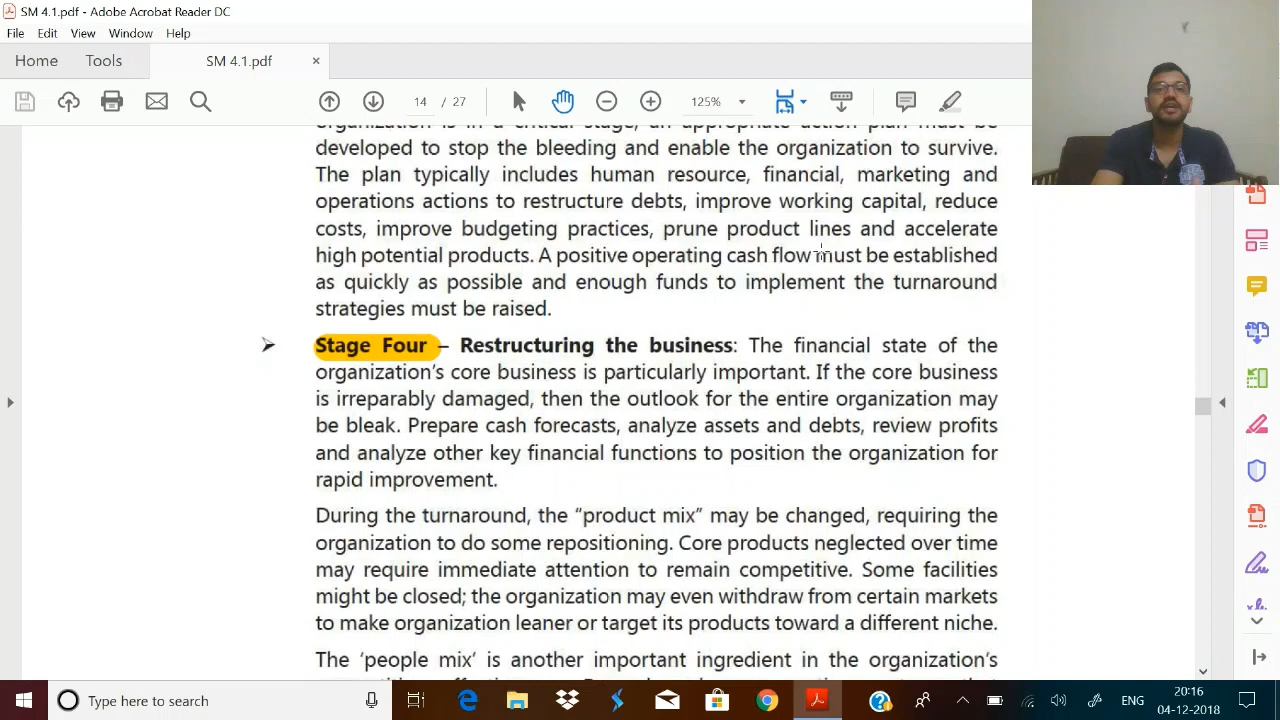 SM 4.1.pdf - Adobe Acrobat Reader DC
File Edit View Window Help
Home Tools SM 4.1.pdf ×
14 / 27 125%
organization is in a critical stage, an appropriate action plan must be
developed to stop the bleeding and enable the organization to survive.
The plan typically includes human resource, financial, marketing and
operations actions to restructure debts, improve working capital, reduce
costs, improve budgeting practices, prune product lines and accelerate
high potential products. A positive operating cash flow must be established
as quickly as possible and enough funds to implement the turnaround
strategies must be raised.
➤ Stage Four – Restructuring the business: The financial state of the
organization's core business is particularly important. If the core business
is irreparably damaged, then the outlook for the entire organization may
be bleak. Prepare cash forecasts, analyze assets and debts, review profits
and analyze other key financial functions to position the organization for
rapid improvement.
During the turnaround, the “product mix” may be changed, requiring the
organization to do some repositioning. Core products neglected over time
may require immediate attention to remain competitive. Some facilities
might be closed; the organization may even withdraw from certain markets
to make organization leaner or target its products toward a different niche.
The ‘people mix’ is another important ingredient in the organization's
Type here to search
ENG
20:16
04-12-2018